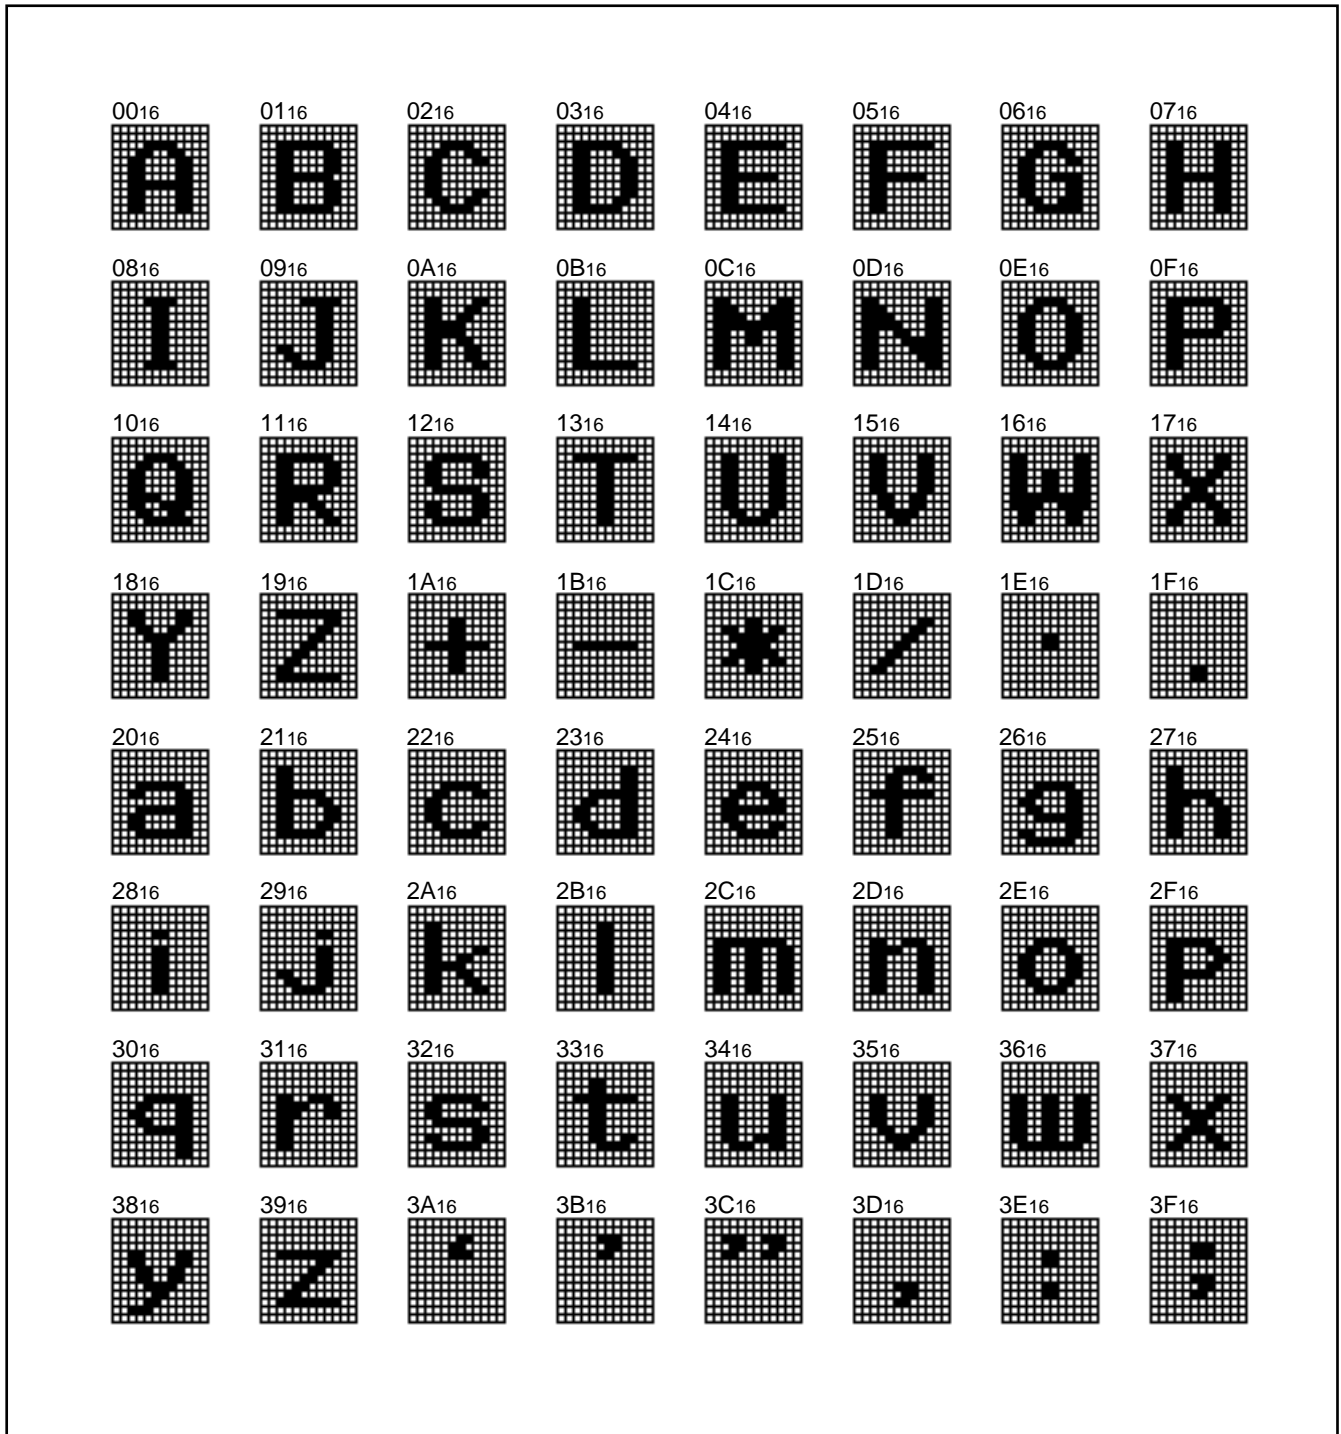 00₁₆ 01₁₆ 02₁₆ 03₁₆ 04₁₆ 05₁₆ 06₁₆ 07₁₆
A B C D E F G H
08₁₆ 09₁₆ 0A₁₆ 0B₁₆ 0C₁₆ 0D₁₆ 0E₁₆ 0F₁₆
I J K L M N O P
10₁₆ 11₁₆ 12₁₆ 13₁₆ 14₁₆ 15₁₆ 16₁₆ 17₁₆
Q R S T U V W X
18₁₆ 19₁₆ 1A₁₆ 1B₁₆ 1C₁₆ 1D₁₆ 1E₁₆ 1F₁₆
Y Z + − * / · .
20₁₆ 21₁₆ 22₁₆ 23₁₆ 24₁₆ 25₁₆ 26₁₆ 27₁₆
a b c d e f g h
28₁₆ 29₁₆ 2A₁₆ 2B₁₆ 2C₁₆ 2D₁₆ 2E₁₆ 2F₁₆
i j k l m n o p
30₁₆ 31₁₆ 32₁₆ 33₁₆ 34₁₆ 35₁₆ 36₁₆ 37₁₆
q r s t u v w x
38₁₆ 39₁₆ 3A₁₆ 3B₁₆ 3C₁₆ 3D₁₆ 3E₁₆ 3F₁₆
y z ‘ ’ ” , : ;